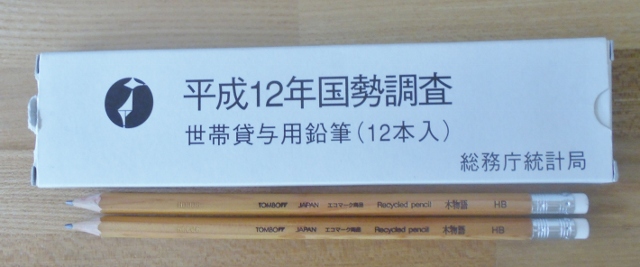 平成12年国勢調査
世帯貸与用鉛筆(12本入)
総務庁統計局
TOMBOW JAPAN エコマーク商品 Recycled pencil 木物語 HB
TOMBOW JAPAN エコマーク商品 Recycled pencil 木物語 HB